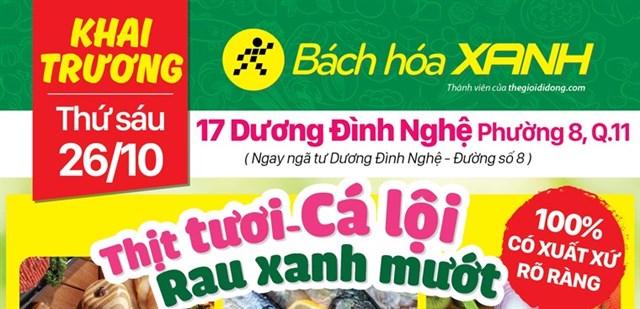 KHAI
TRƯƠNG
Thứ sáu
26/10
Bách hóa XANH
Thành viên của thegioididong.com
17 Dương Đình Nghệ Phường 8, Q.11
( Ngay ngã tư Dương Đình Nghệ - Đường số 8 )
Thịt tươi-Cá lội
Rau xanh mướt
100%
CÓ XUẤT XỨ
RÕ RÀNG